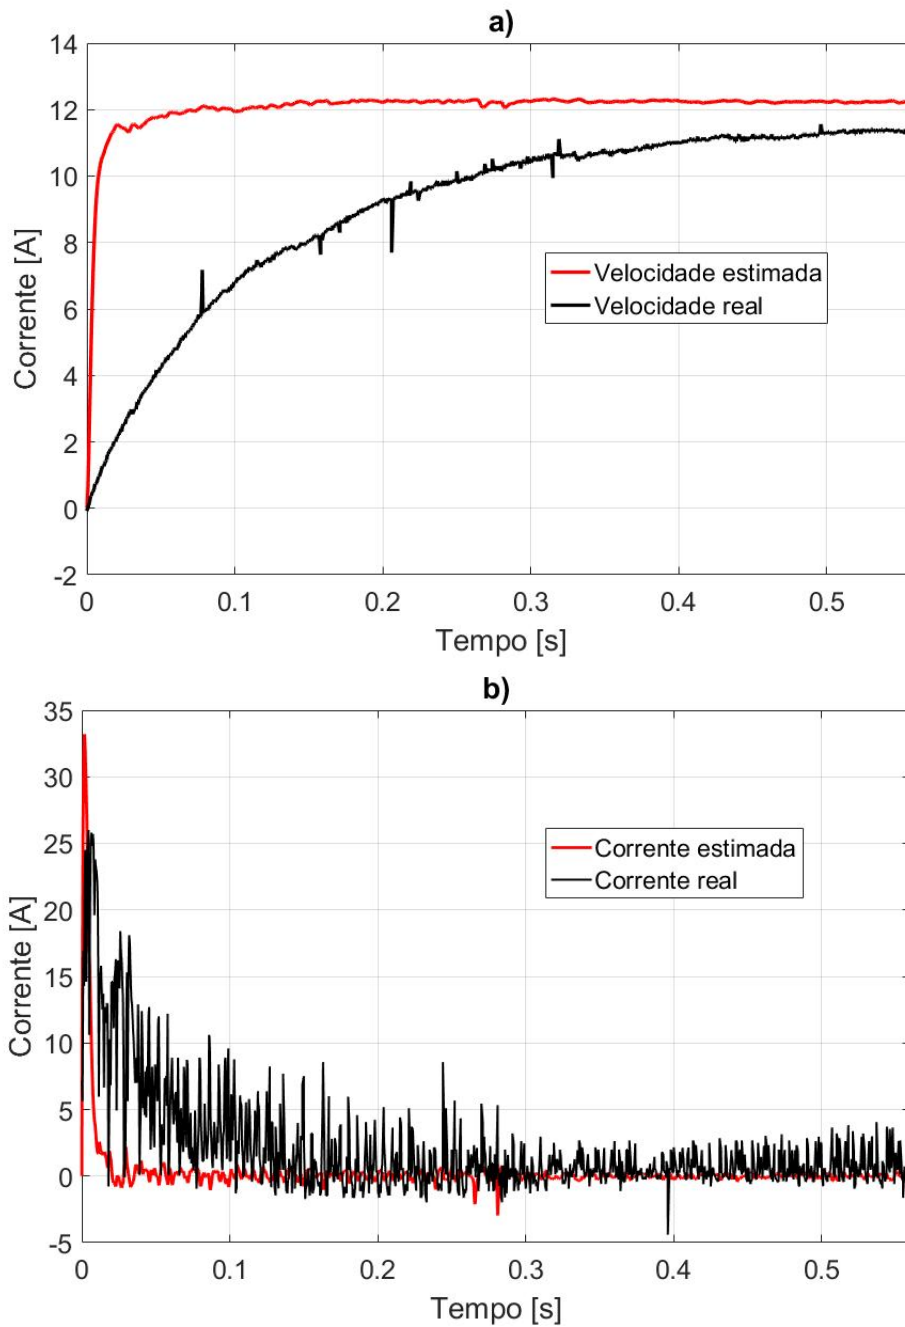 a)
14
12
10
8
6
4
2
0
-2
Corrente [A]
Velocidade estimada
Velocidade real
0 0.1 0.2 0.3 0.4 0.5
Tempo [s]
b)
35
30
25
20
15
10
5
0
-5
Corrente [A]
Corrente estimada
Corrente real
0 0.1 0.2 0.3 0.4 0.5
Tempo [s]